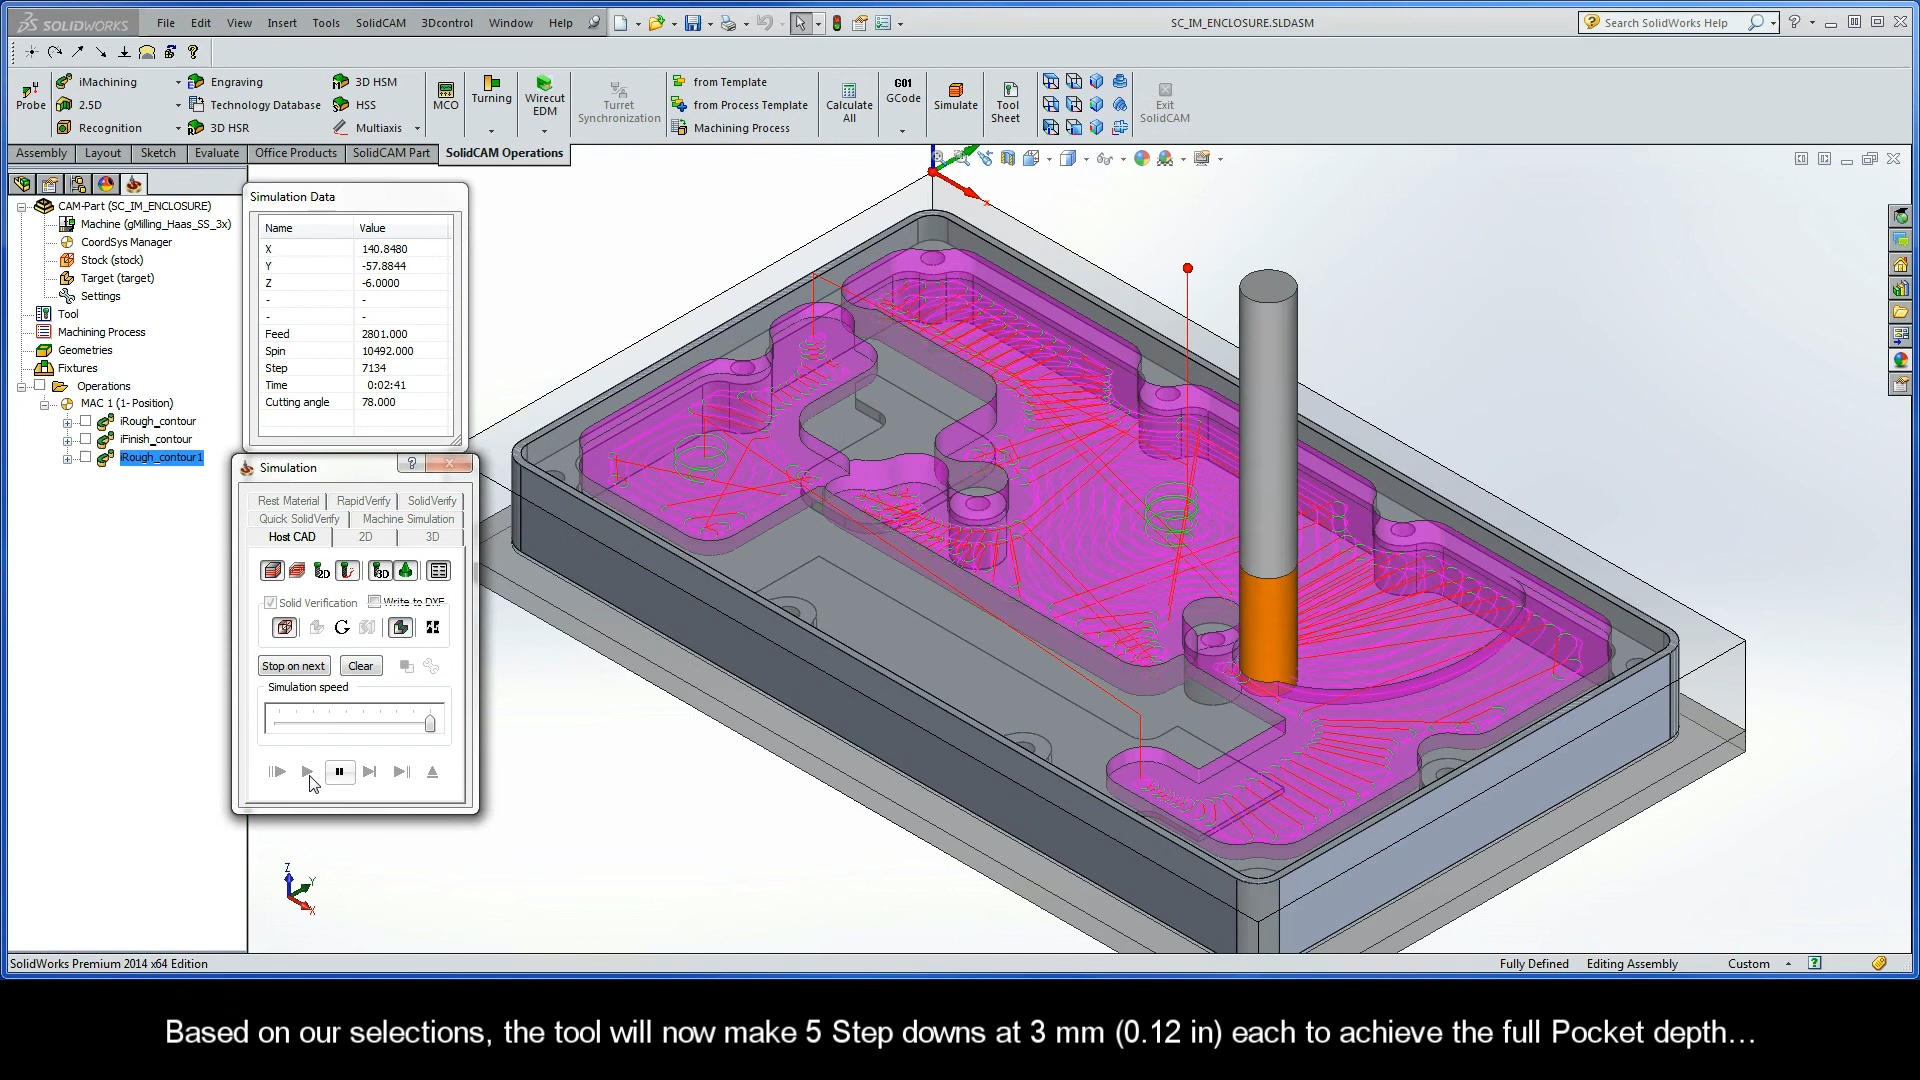 SOLIDWORKS File Edit View Insert Tools SolidCAM 3Dcontrol Window Help SC_IM_ENCLOSURE.SLDASM Search SolidWorks Help
Probe iMachining Engraving 3D HSM
2.5D Technology Database HSS
Recognition 3D HSR Multiaxis
MCO Turning Wirecut EDM Turret Synchronization
from Template
from Process Template
Machining Process
Calculate All G01 GCode Simulate Tool Sheet Exit SolidCAM
Assembly Layout Sketch Evaluate Office Products SolidCAM Part SolidCAM Operations
CAM-Part (SC_IM_ENCLOSURE)
Machine (gMilling_Haas_SS_3x)
CoordSys Manager
Stock (stock)
Target (target)
Settings
Tool
Machining Process
Geometries
Fixtures
Operations
MAC 1 (1- Position)
iRough_contour
iFinish_contour
iRough_contour1
Simulation Data
Name Value
X 140.8480
Y -57.8844
Z -6.0000
- -
- -
Feed 2801.000
Spin 10492.000
Step 7134
Time 0:02:41
Cutting angle 78.000
Simulation
Rest Material RapidVerify SolidVerify
Quick SolidVerify Machine Simulation
Host CAD 2D 3D
2D 3D
Solid Verification Write to DXF
Stop on next Clear
Simulation speed
Z
Y
X
SolidWorks Premium 2014 x64 Edition Fully Defined Editing Assembly Custom
Based on our selections, the tool will now make 5 Step downs at 3 mm (0.12 in) each to achieve the full Pocket depth...